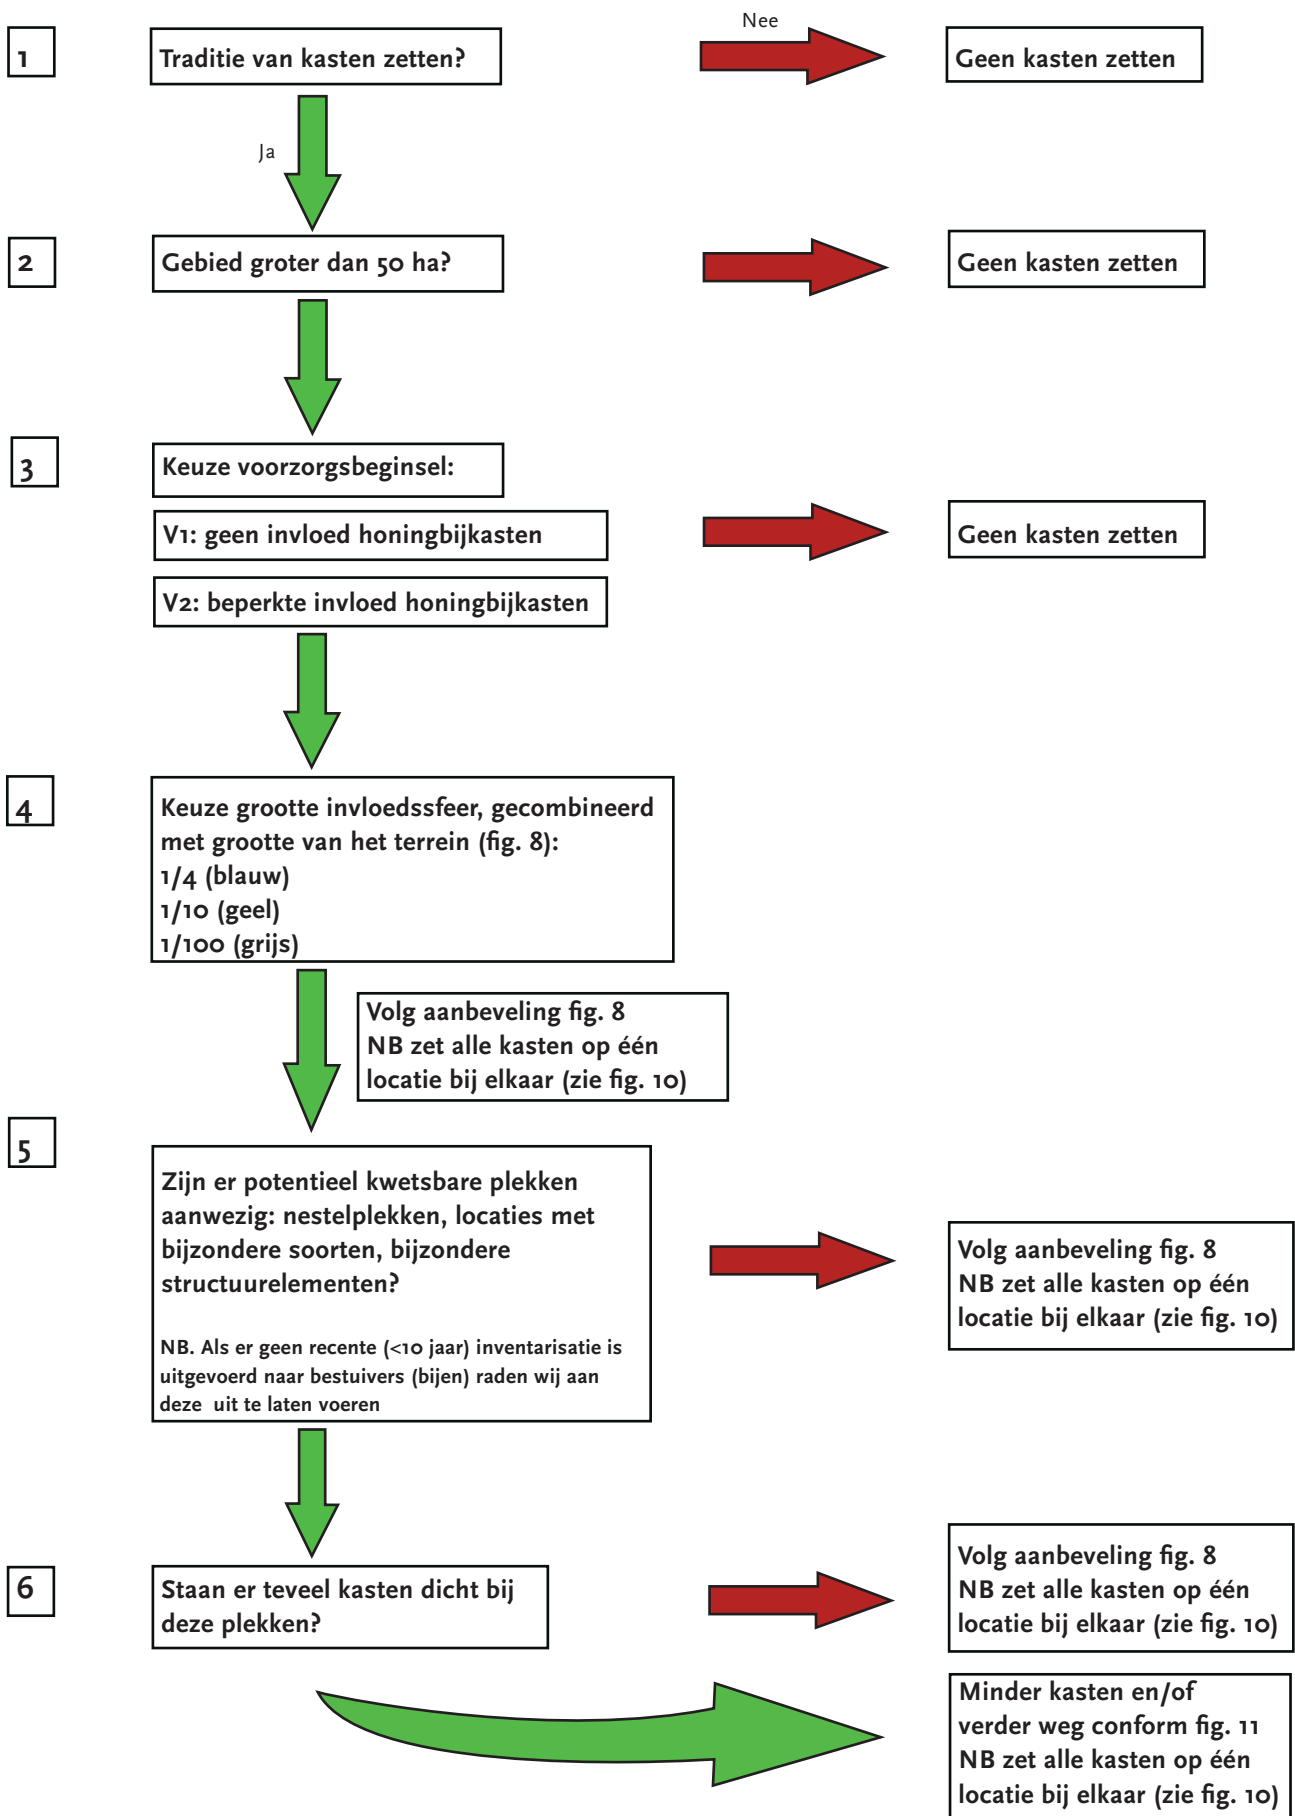 Nee
1
Traditie van kasten zetten?
Geen kasten zetten
Ja
2
Gebied groter dan 50 ha?
Geen kasten zetten
3
Keuze voorzorgsbeginsel:
V1: geen invloed honingbijkasten
Geen kasten zetten
V2: beperkte invloed honingbijkasten
4
Keuze grootte invloedssfeer, gecombineerd
met grootte van het terrein (fig. 8):
1/4 (blauw)
1/10 (geel)
1/100 (grijs)
Volg aanbeveling fig. 8
NB zet alle kasten op één
locatie bij elkaar (zie fig. 10)
5
Zijn er potentieel kwetsbare plekken
aanwezig: nestelplekken, locaties met
bijzondere soorten, bijzondere
structuurelementen?
NB. Als er geen recente (<10 jaar) inventarisatie is
uitgevoerd naar bestuivers (bijen) raden wij aan
deze  uit te laten voeren
Volg aanbeveling fig. 8
NB zet alle kasten op één
locatie bij elkaar (zie fig. 10)
6
Staan er teveel kasten dicht bij
deze plekken?
Volg aanbeveling fig. 8
NB zet alle kasten op één
locatie bij elkaar (zie fig. 10)
Minder kasten en/of
verder weg conform fig. 11
NB zet alle kasten op één
locatie bij elkaar (zie fig. 10)